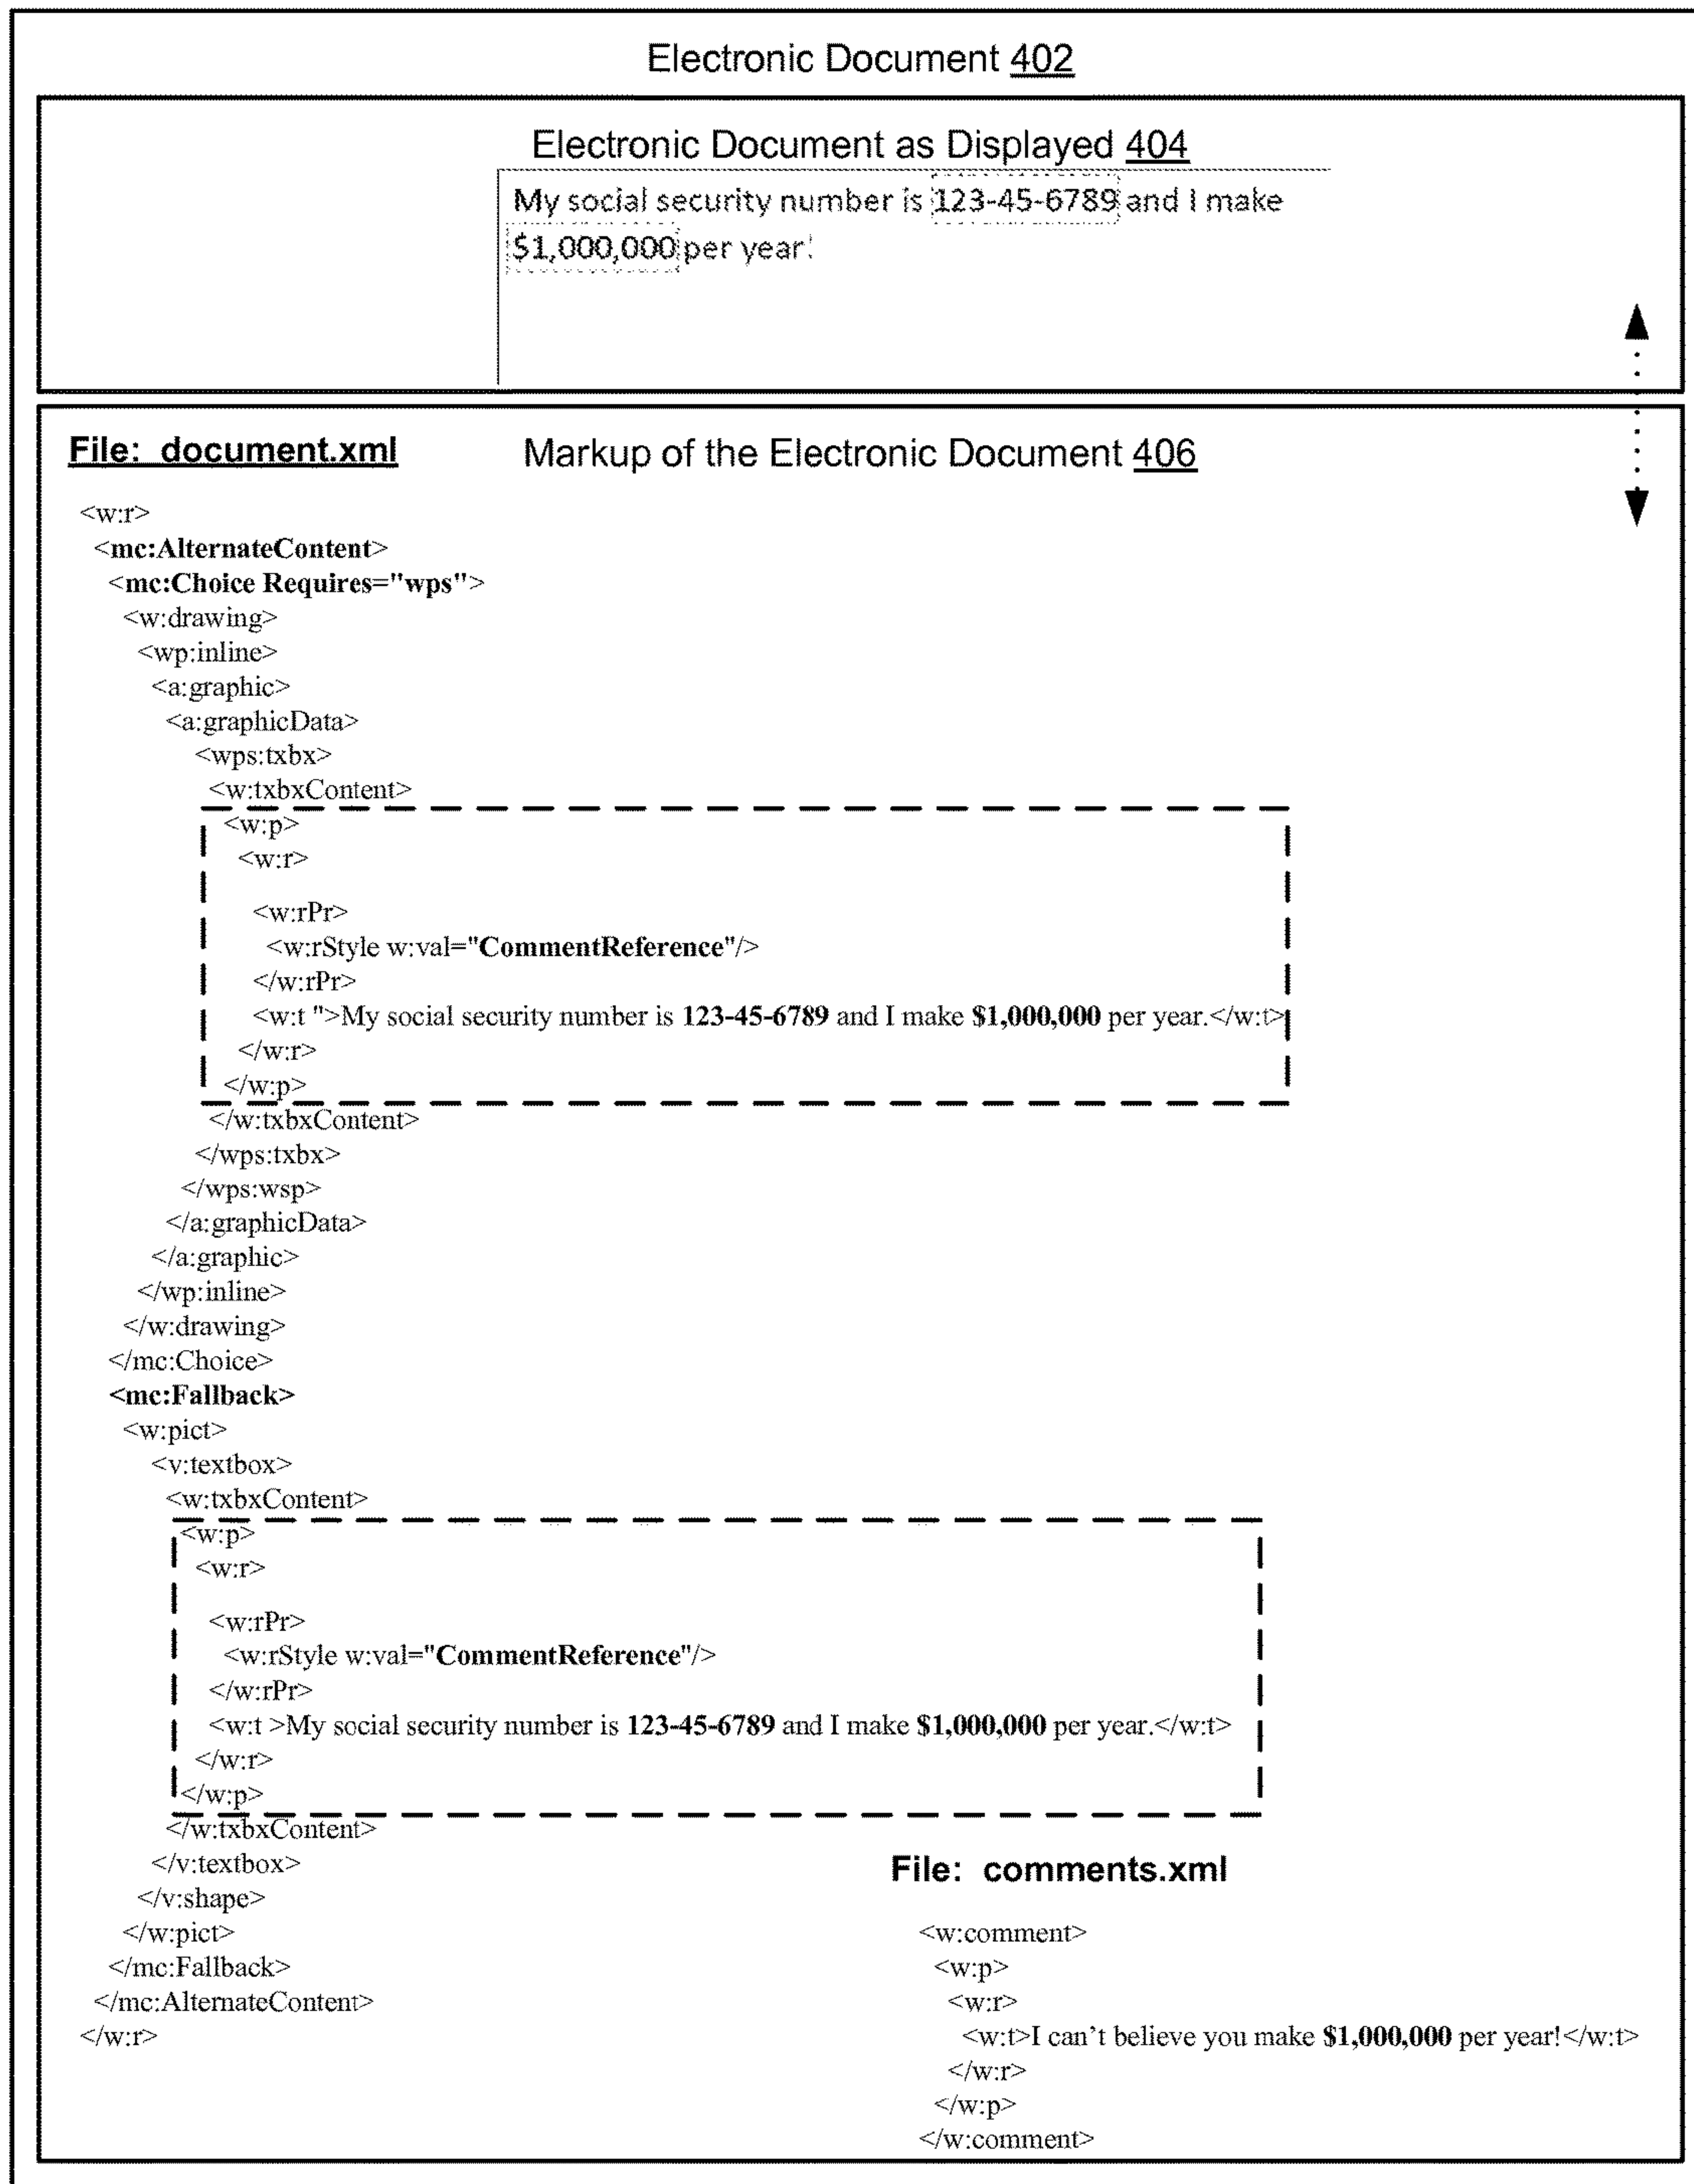 Electronic Document 402
Electronic Document as Displayed 404
My social security number is 123-45-6789 and I make
$1,000,000 per year.
File: document.xml
Markup of the Electronic Document 406
<w:r>
<mc:AlternateContent>
<mc:Choice Requires="wps">
<w:drawing>
<wp:inline>
<a:graphic>
<a:graphicData>
<wps:txbx>
<w:txbxContent>
<w:p>
<w:r>
<w:rPr>
<w:rStyle w:val="CommentReference"/>
</w:rPr>
<w:t ">My social security number is 123-45-6789 and I make $1,000,000 per year.</w:t>
</w:r>
</w:p>
</w:txbxContent>
</wps:txbx>
</wps:wsp>
</a:graphicData>
</a:graphic>
</wp:inline>
</w:drawing>
</mc:Choice>
<mc:Fallback>
<w:pict>
<v:textbox>
<w:txbxContent>
<w:p>
<w:r>
<w:rPr>
<w:rStyle w:val="CommentReference"/>
</w:rPr>
<w:t >My social security number is 123-45-6789 and I make $1,000,000 per year.</w:t>
</w:r>
</w:p>
</w:txbxContent>
</v:textbox>
</v:shape>
</w:pict>
</mc:Fallback>
</mc:AlternateContent>
</w:r>
File: comments.xml
<w:comment>
<w:p>
<w:r>
<w:t>I can't believe you make $1,000,000 per year!</w:t>
</w:r>
</w:p>
</w:comment>